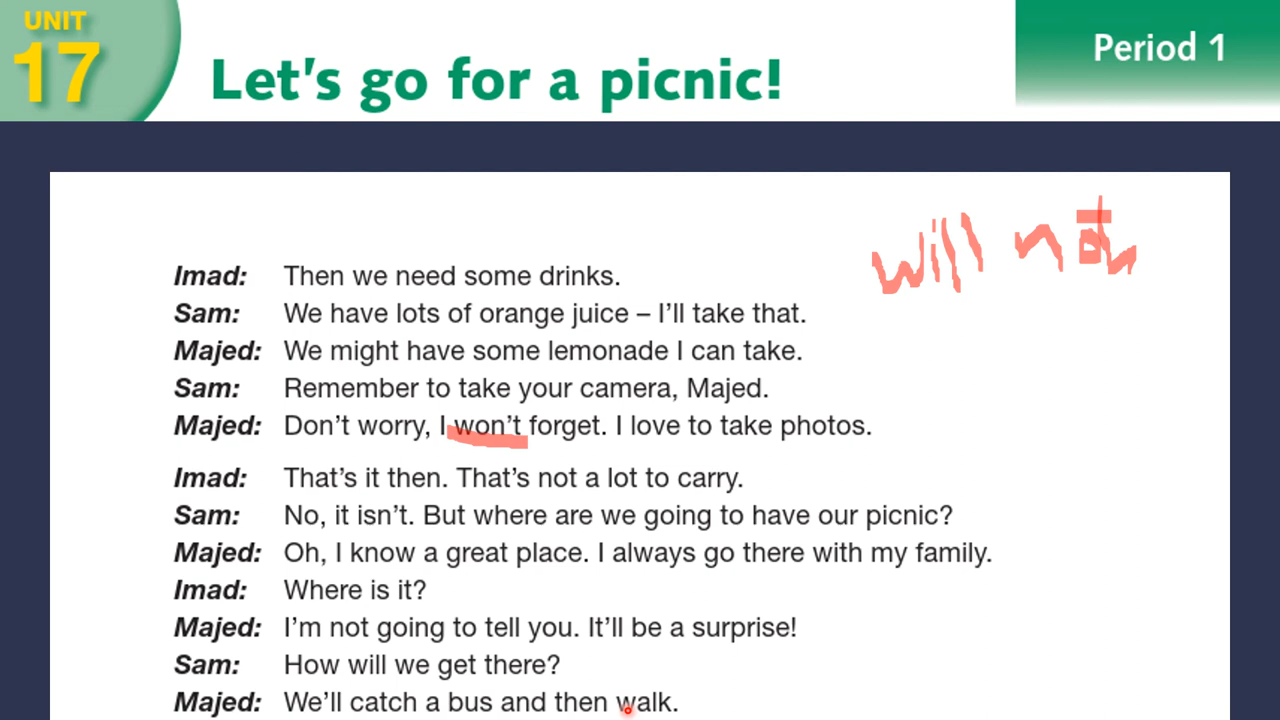 UNIT
17
Let's go for a picnic!
Period 1
will not
Imad: Then we need some drinks.
Sam: We have lots of orange juice – I'll take that.
Majed: We might have some lemonade I can take.
Sam: Remember to take your camera, Majed.
Majed: Don't worry, I won't forget. I love to take photos.
Imad: That's it then. That's not a lot to carry.
Sam: No, it isn't. But where are we going to have our picnic?
Majed: Oh, I know a great place. I always go there with my family.
Imad: Where is it?
Majed: I'm not going to tell you. It'll be a surprise!
Sam: How will we get there?
Majed: We'll catch a bus and then walk.